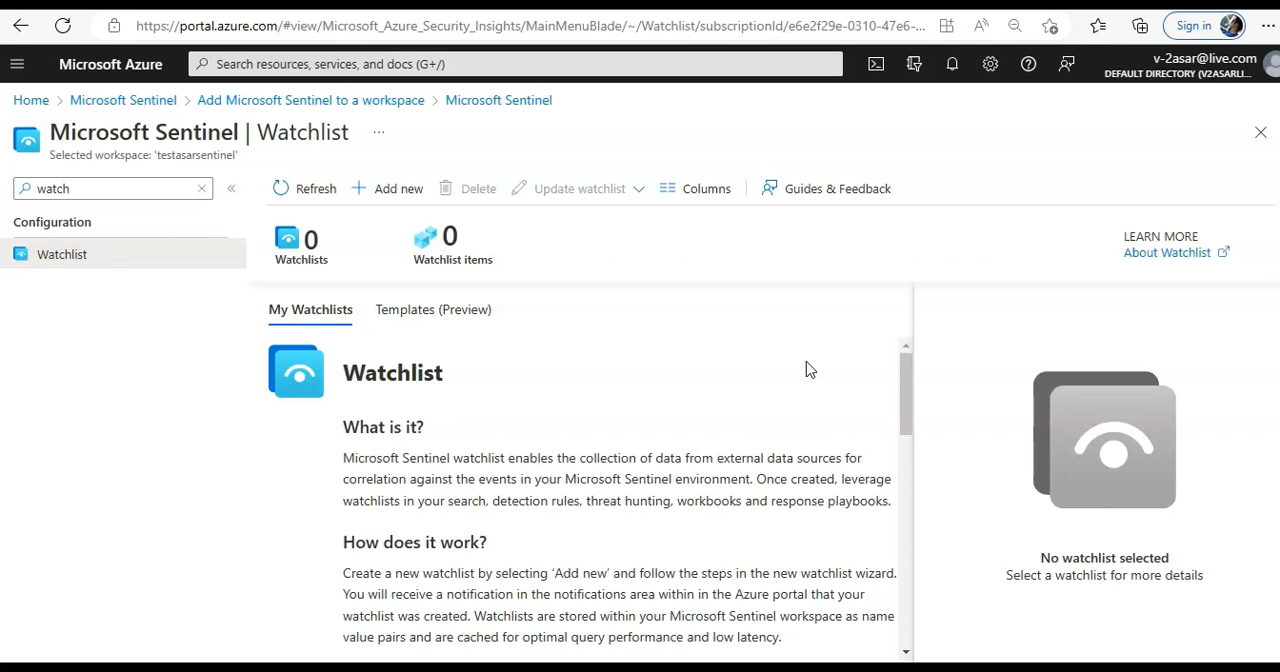 https://portal.azure.com/#view/Microsoft_Azure_Security_Insights/MainMenuBlade/~/Watchlist/subscriptionId/e6e2f29e-0310-47e6-...
Sign in
Microsoft Azure
Search resources, services, and docs (G+/)
v-2asar@live.com
DEFAULT DIRECTORY (V2ASARLI...
Home > Microsoft Sentinel > Add Microsoft Sentinel to a workspace > Microsoft Sentinel
Microsoft Sentinel | Watchlist ...
Selected workspace: 'testasarsentinel'
watch
Refresh
Add new
Delete
Update watchlist
Columns
Guides & Feedback
Configuration
Watchlist
0
Watchlists
0
Watchlist items
LEARN MORE
About Watchlist
My Watchlists
Templates (Preview)
Watchlist
What is it?
Microsoft Sentinel watchlist enables the collection of data from external data sources for
correlation against the events in your Microsoft Sentinel environment. Once created, leverage
watchlists in your search, detection rules, threat hunting, workbooks and response playbooks.
How does it work?
Create a new watchlist by selecting ‘Add new’ and follow the steps in the new watchlist wizard.
You will receive a notification in the notifications area within in the Azure portal that your
watchlist was created. Watchlists are stored within your Microsoft Sentinel workspace as name
value pairs and are cached for optimal query performance and low latency.
No watchlist selected
Select a watchlist for more details